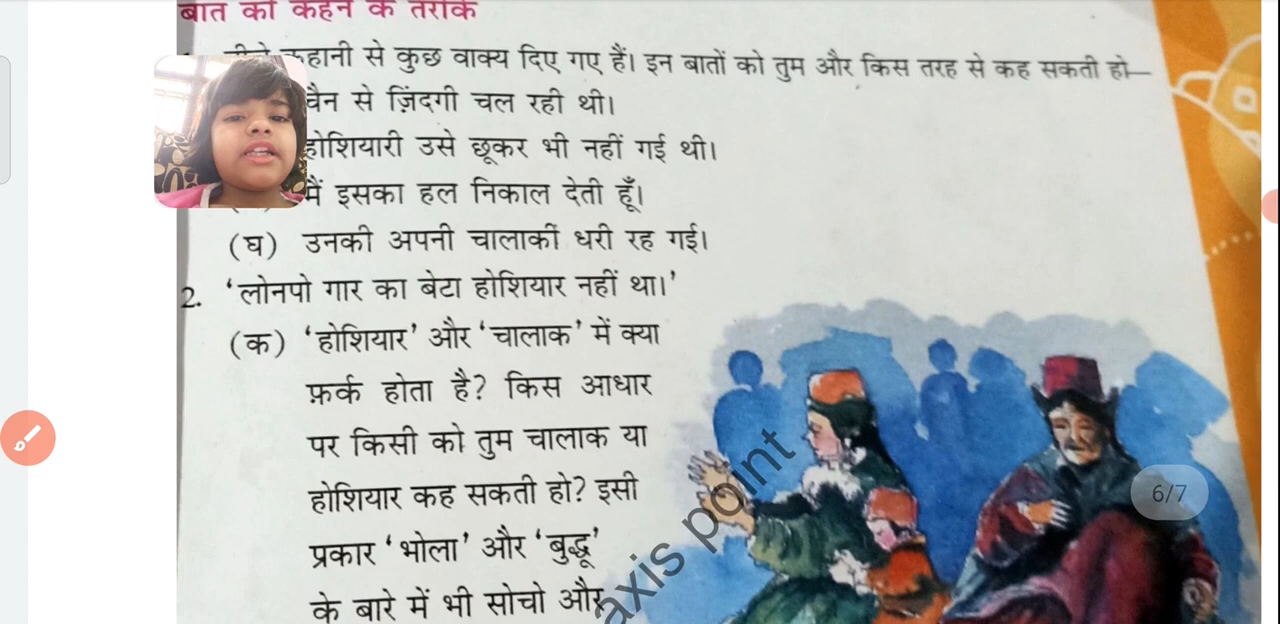 बात को कहने के तरीके
कहानी से कुछ वाक्य दिए गए हैं। इन बातों को तुम और किस तरह से कह सकती हो—
चैन से ज़िंदगी चल रही थी।
होशियारी उसे छूकर भी नहीं गई थी।
मैं इसका हल निकाल देती हूँ।
(घ) उनकी अपनी चालाकी धरी रह गई।
2. ‘लोनपो गार का बेटा होशियार नहीं था।’
(क) ‘होशियार’ और ‘चालाक’ में क्या
फ़र्क होता है? किस आधार
पर किसी को तुम चालाक या
होशियार कह सकती हो? इसी
प्रकार ‘भोला’ और ‘बुद्धू’
के बारे में भी सोचो और
axis point
6/7